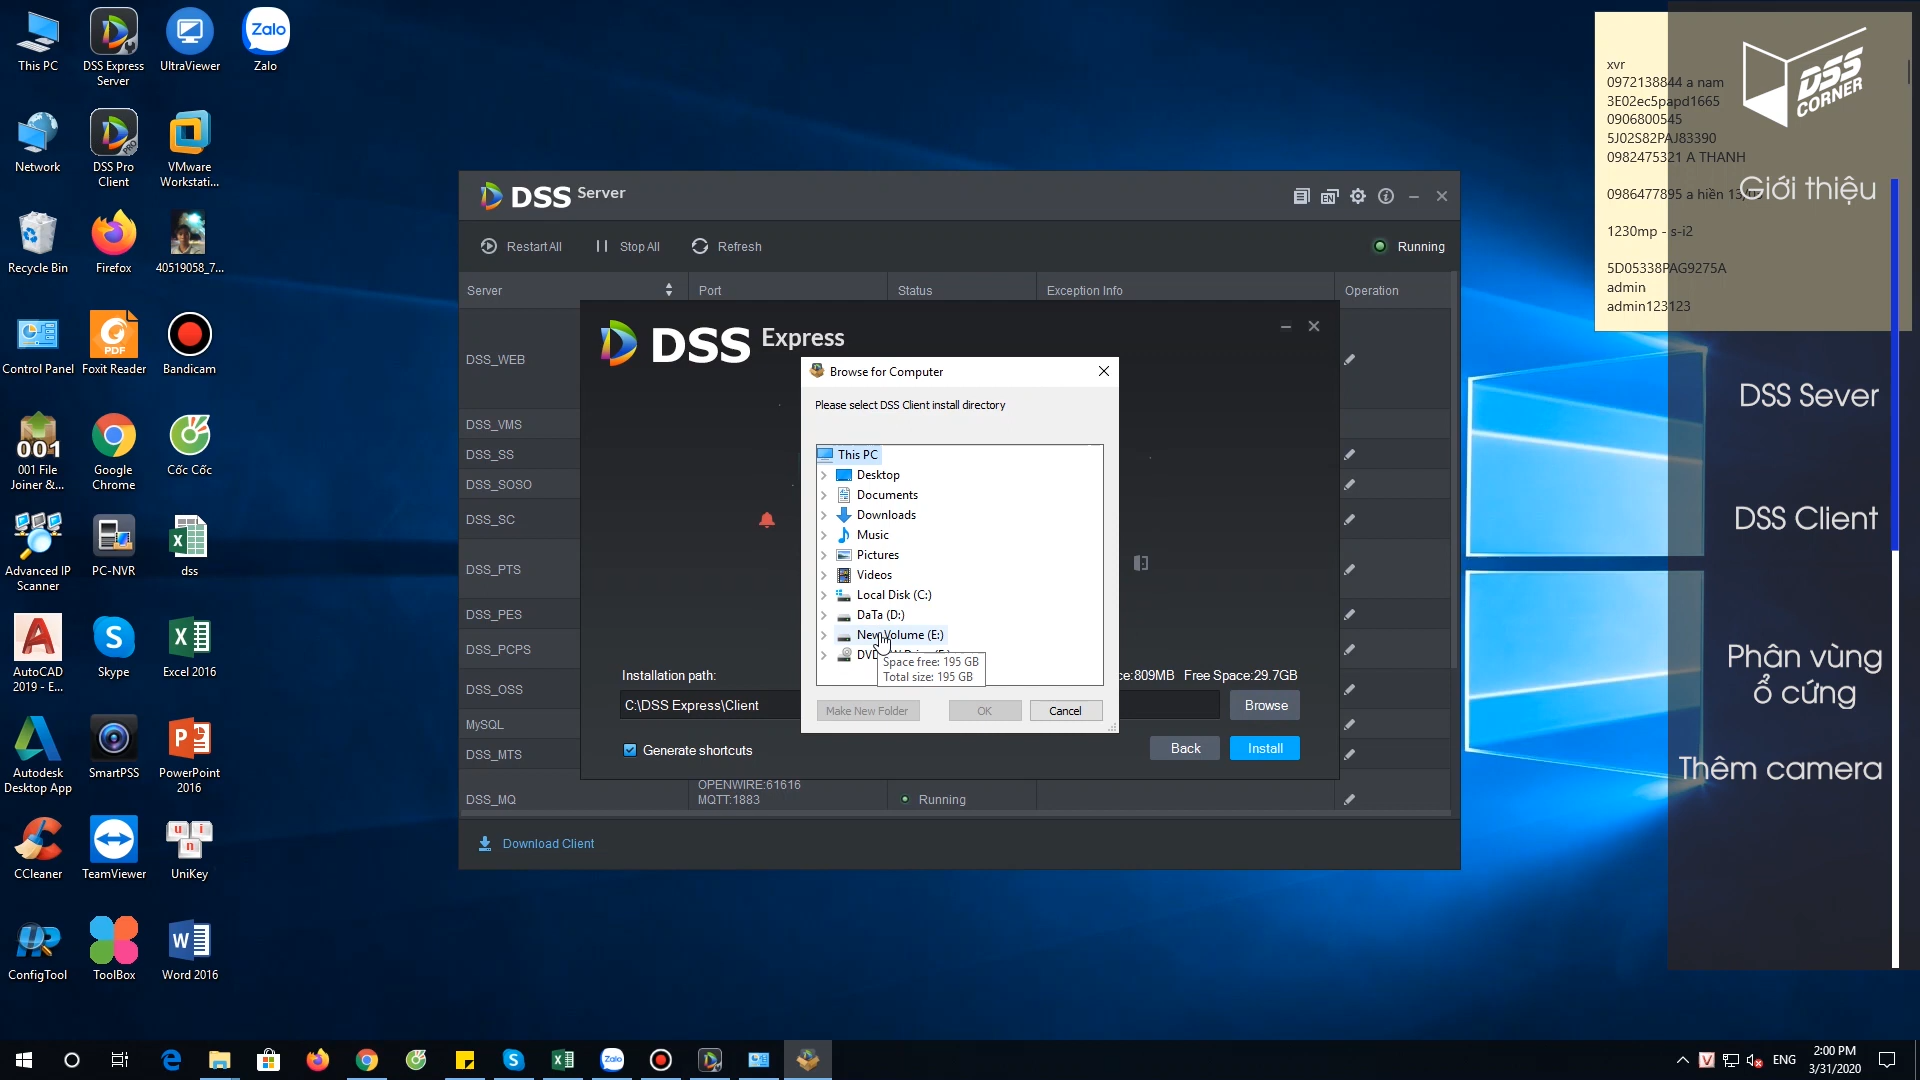 This PC
DSS Express
Server
UltraViewer
Zalo
Zalo
Network
DSS Pro
Client
VMware
Workstati...
Recycle Bin
Firefox
40519058_7...
Control Panel
PDF
Foxit Reader
Bandicam
001
001 File
Joiner &...
Google
Chrome
Cốc Cốc
Advanced IP
Scanner
PC-NVR
dss
AutoCAD
2019 - E...
Skype
Excel 2016
Autodesk
Desktop App
SmartPSS
PowerPoint
2016
CCleaner
TeamViewer
UniKey
ConfigTool
ToolBox
Word 2016
DSS Server
EN
Restart All
Stop All
Refresh
Running
Server
Port
Status
Exception Info
Operation
DSS_WEB
DSS_VMS
DSS_SS
DSS_SOSO
DSS_SC
DSS_PTS
DSS_PES
DSS_PCPS
DSS_OSS
MySQL
DSS_MTS
DSS_MQ
OPENWIRE:61616
MQTT:1883
Running
Download Client
DSS Express
Installation path:
ce:809MB Free Space:29.7GB
C:\DSS Express\Client
Browse
Generate shortcuts
Back
Install
Browse for Computer
Please select DSS Client install directory
This PC
Desktop
Documents
Downloads
Music
Pictures
Videos
Local Disk (C:)
DaTa (D:)
New Volume (E:)
Space free: 195 GB
Total size: 195 GB
Make New Folder
OK
Cancel
xvr
0972138844 a nam
3E02ec5papd1665
0906800545
5J02S82PAJ83390
0982475321 A THANH
0986477895 a hiền
1230mp - s-i2
5D05338PAG9275A
admin
admin123123
DSS
CORNER
Giới thiệu
DSS Sever
DSS Client
Phân vùng
ổ cứng
Thêm camera
ENG
2:00 PM
3/31/2020